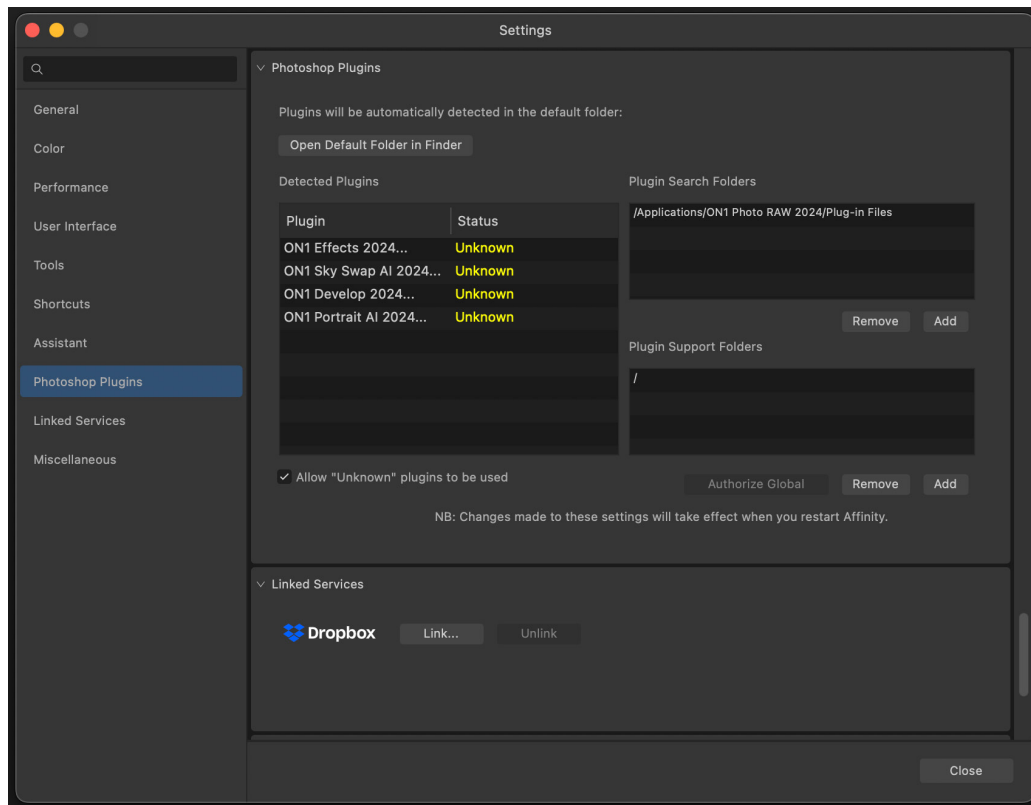 Settings
General
Color
Performance
User Interface
Tools
Shortcuts
Assistant
Photoshop Plugins
Linked Services
Miscellaneous
Photoshop Plugins
Plugins will be automatically detected in the default folder:
Open Default Folder in Finder
Detected Plugins
Plugin Status
ON1 Effects 2024... Unknown
ON1 Sky Swap AI 2024... Unknown
ON1 Develop 2024... Unknown
ON1 Portrait AI 2024... Unknown
Allow "Unknown" plugins to be used
Plugin Search Folders
/Applications/ON1 Photo RAW 2024/Plug-in Files
Remove Add
Plugin Support Folders
/
Authorize Global Remove Add
NB: Changes made to these settings will take effect when you restart Affinity.
Linked Services
Dropbox Link... Unlink
Close